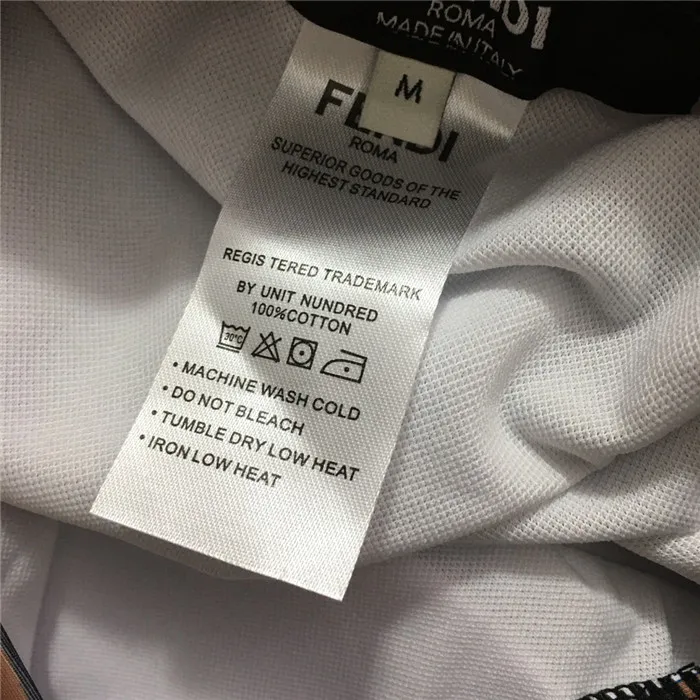 ROMA
MADE IN ITALY
M
ROMA
SUPERIOR GOODS OF THE
HIGHEST STANDARD
REGIS TERED TRADEMARK
BY UNIT NUNDRED
100%COTTON
30°C
• MACHINE WASH COLD
• DO NOT BLEACH
• TUMBLE DRY LOW HEAT
• IRON LOW HEAT